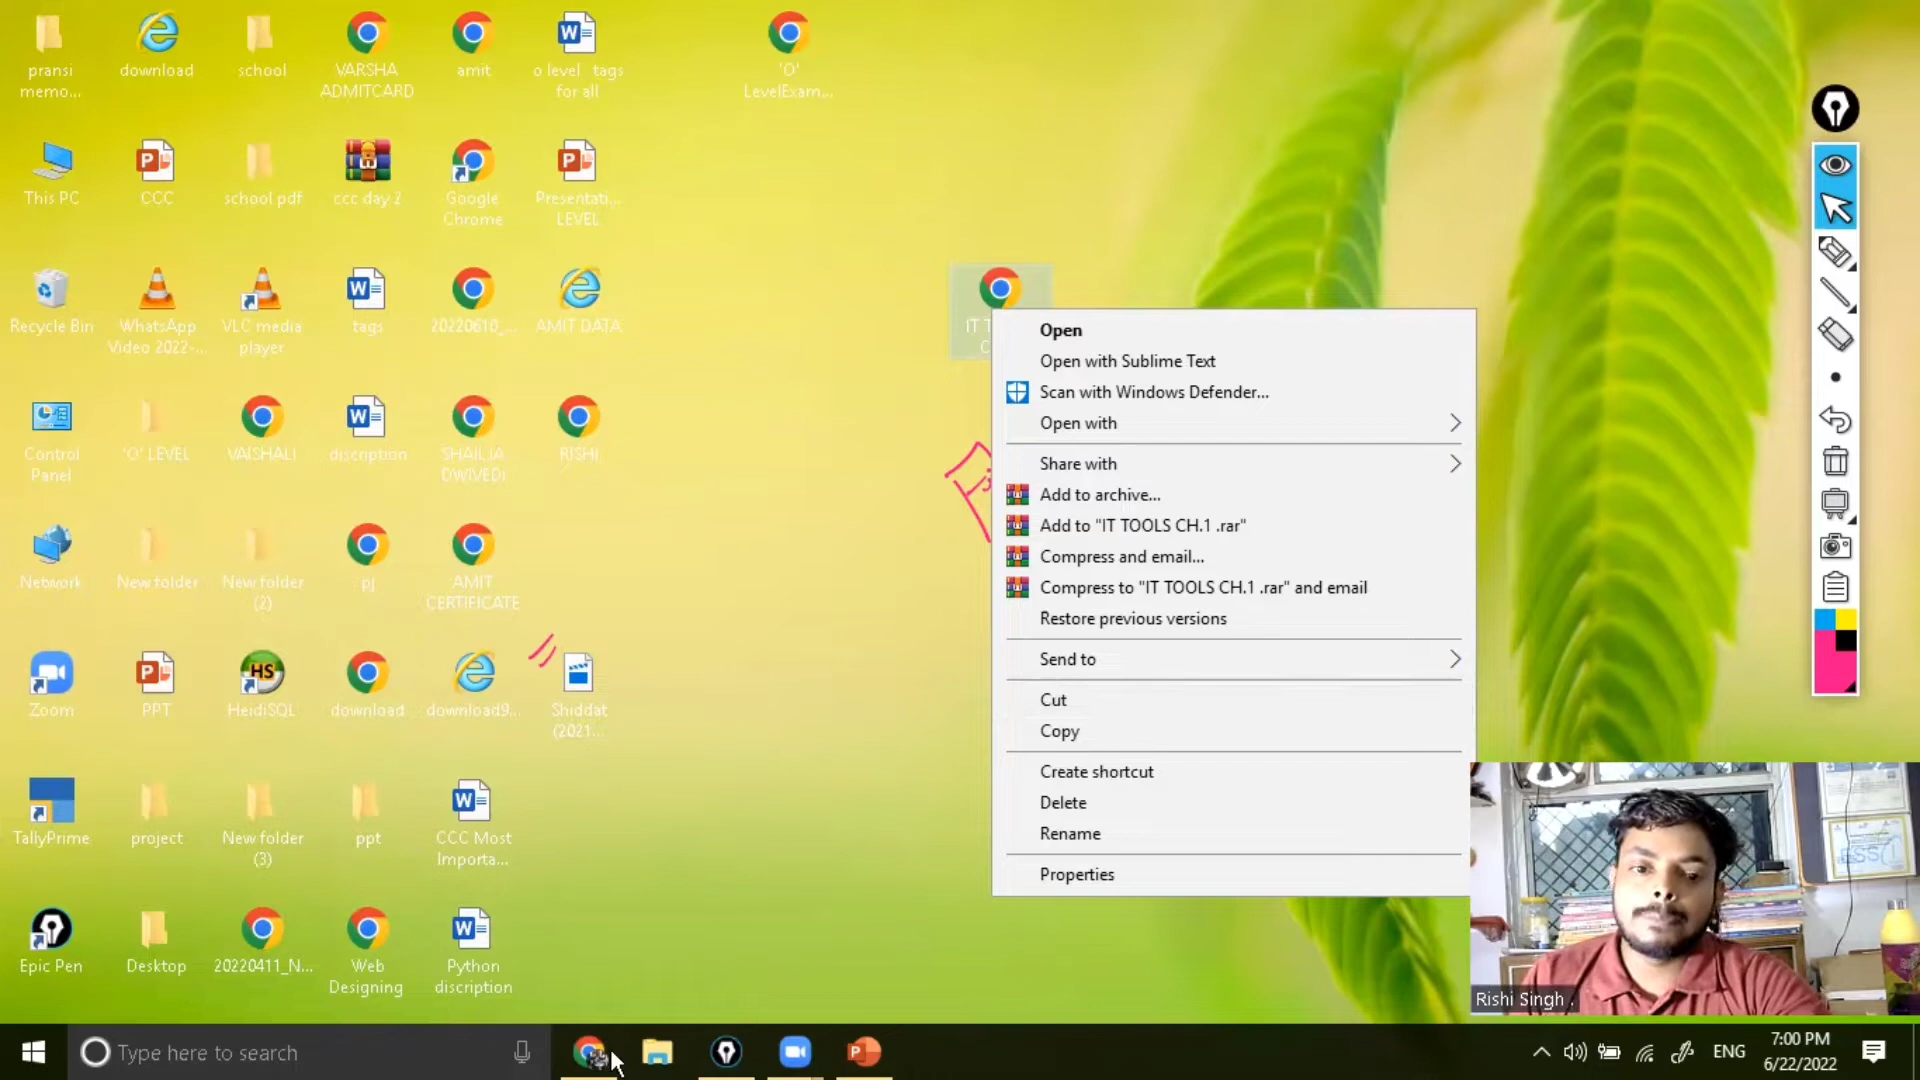 pransi
memo...
download
school
VARSHA
ADMITCARD
amit
o level tags
for all
'O'
LevelExam...
This PC
CCC
school pdf
ccc day 2
Google
Chrome
Presentati...
LEVEL
Recycle Bin
WhatsApp
Video 2022-...
VLC media
player
tags
20220610_...
AMIT DATA
Control
Panel
'O' LEVEL
VAISHALI
discription
SHAILJA
DWIVEDI
RISHI
Network
New folder
New folder
(2)
pj
AMIT
CERTIFICATE
Zoom
PPT
HeidiSQL
download
download9...
Shiddat
(2021...
TallyPrime
project
New folder
(3)
ppt
CCC Most
Importa...
Epic Pen
Desktop
20220411_N...
Web
Designing
Python
discription
Open
Open with Sublime Text
Scan with Windows Defender...
Open with
Share with
Add to archive...
Add to "IT TOOLS CH.1 .rar"
Compress and email...
Compress to "IT TOOLS CH.1 .rar" and email
Restore previous versions
Send to
Cut
Copy
Create shortcut
Delete
Rename
Properties
Rishi Singh .
Type here to search
ENG
7:00 PM
6/22/2022